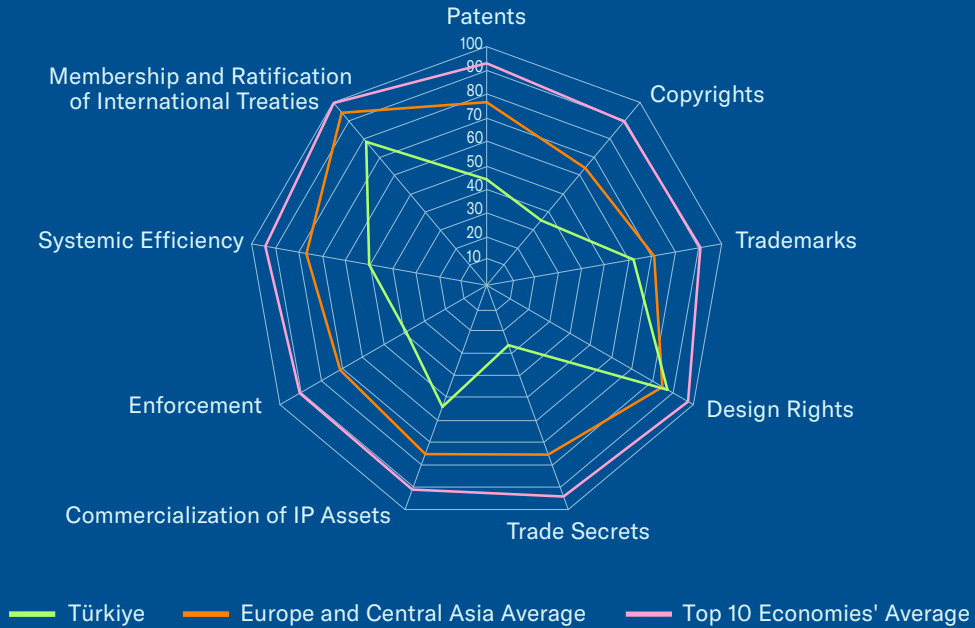 Patents
100
90
80
70
60
50
40
30
20
10
Membership and Ratification
of International Treaties
Copyrights
Systemic Efficiency
Trademarks
Enforcement
Design Rights
Commercialization of IP Assets
Trade Secrets
Türkiye
Europe and Central Asia Average
Top 10 Economies' Average